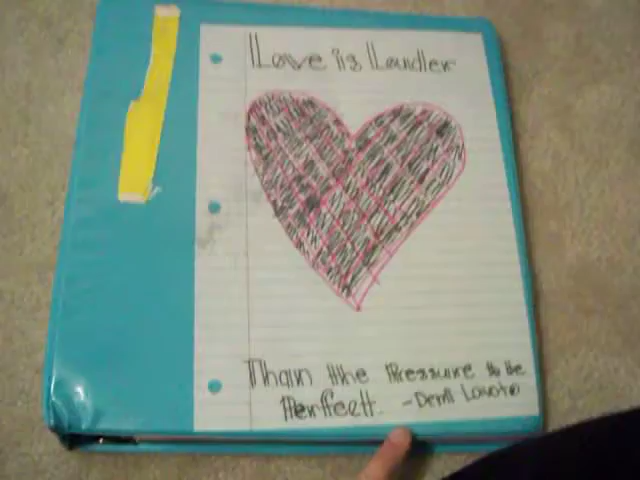 Love is Louder
Than the Pressure to be
Perfect. -Demi Lovato